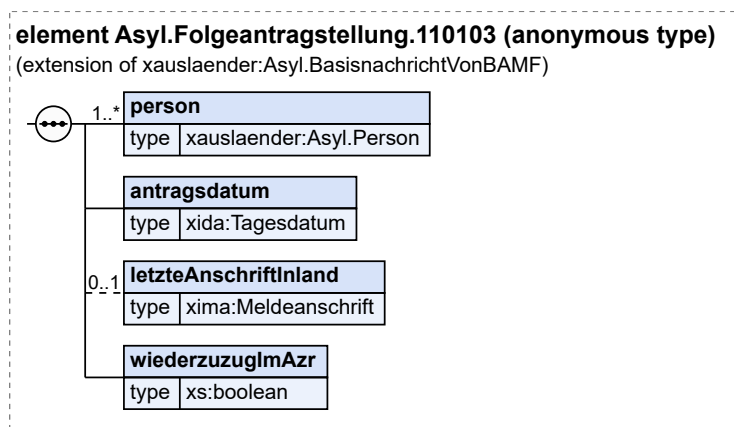 element Asyl.Folgeantragstellung.110103 (anonymous type)
(extension of xauslaender:Asyl.BasisnachrichtVonBAMF)
1..* person
type xauslaender:Asyl.Person
antragsdatum
type xida:Tagesdatum
0..1 letzteAnschriftInland
type xima:Meldeanschrift
wiederzuzugImAzr
type xs:boolean